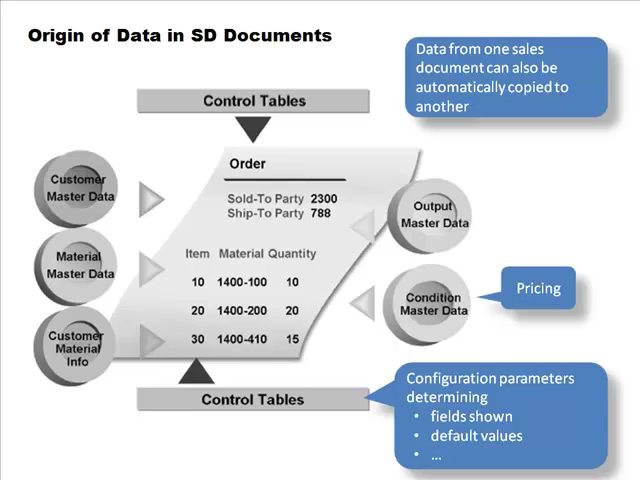 Origin of Data in SD Documents
Data from one sales
document can also be
automatically copied to
another
Control Tables
Order
Sold-To Party 2300
Ship-To Party 788
Customer
Master Data
Material
Master Data
Customer
Material
Info
Output
Master Data
Condition
Master Data
Pricing
Item Material Quantity
10 1400-100 10
20 1400-200 20
30 1400-410 15
Control Tables
Configuration parameters
determining
• fields shown
• default values
• ...